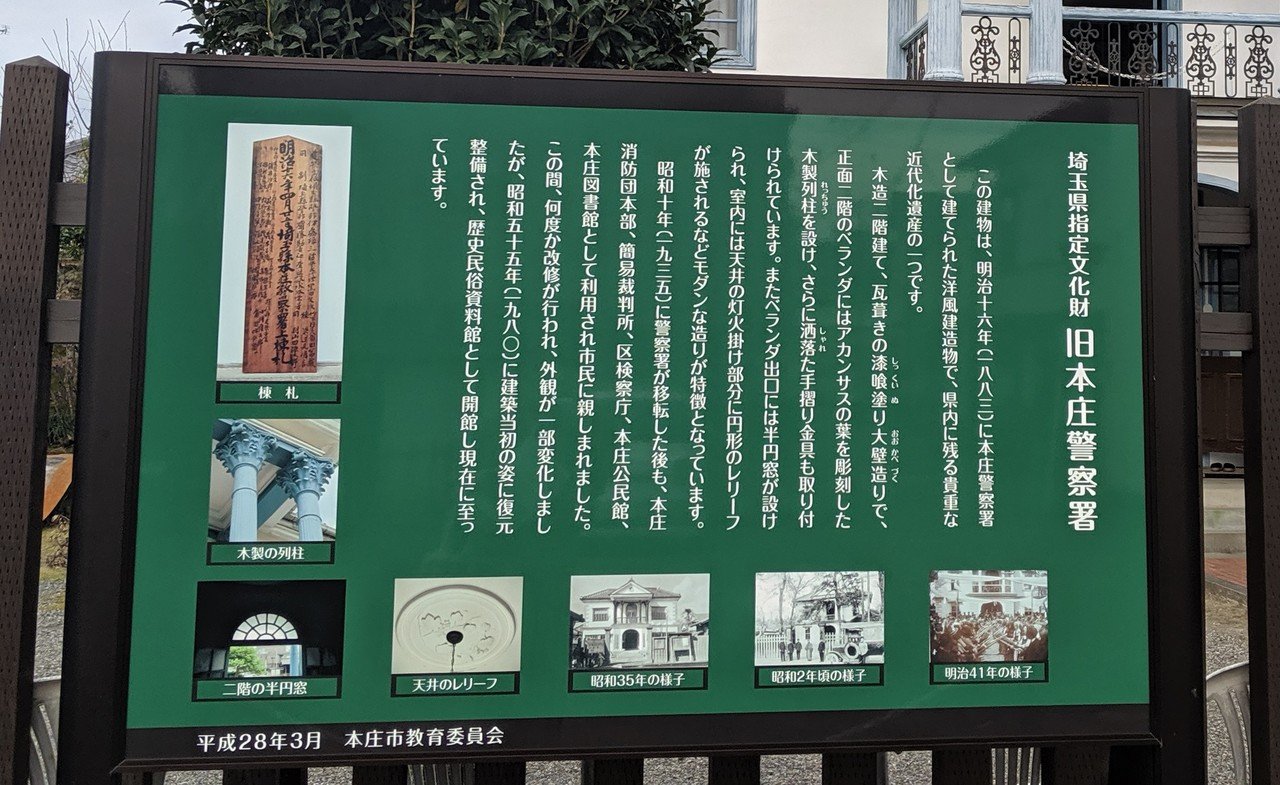 埼玉県指定文化財 旧本庄警察署
この建物は、明治十六年(一八八三)に本庄警察署
として建てられた洋風建造物で、県内に残る貴重な
近代化遺産の一つです。
木造二階建て、瓦葺きの漆喰塗り大壁造りで、
しっくい ぬ おお かべ づく
正面二階のベランダにはアカンサスの葉を彫刻した
木製列柱を設け、さらに洒落た手摺り金具も取り付
れっちゅう しゃれ
けられています。またベランダ出口には半円窓が設け
られ、室内には天井の灯火掛け部分に円形のレリーフ
が施されるなどモダンな造りが特徴となっています。
昭和十年(一九三五)に警察署が移転した後も、本庄
消防団本部、簡易裁判所、区検察庁、本庄公民館、
本庄図書館として利用され市民に親しまれました。
この間、何度か改修が行われ、外観が一部変化しまし
たが、昭和五十五年(一九八〇)に建築当初の姿に復元
整備され、歴史民俗資料館として開館し現在に至っ
ています。
棟札
木製の列柱
二階の半円窓
天井のレリーフ
昭和35年の様子
昭和2年頃の様子
明治41年の様子
平成28年3月 本庄市教育委員会